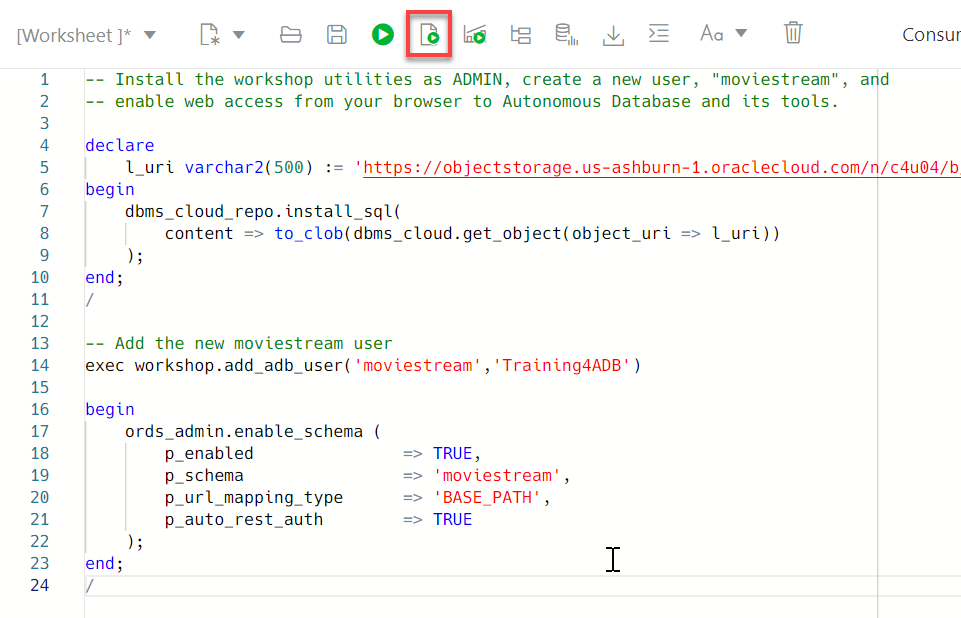 [Worksheet ]*
Aa
Consu
1 -- Install the workshop utilities as ADMIN, create a new user, "moviestream", and
2 -- enable web access from your browser to Autonomous Database and its tools.
3
4 declare
5 l_uri varchar2(500) := 'https://objectstorage.us-ashburn-1.oraclecloud.com/n/c4u04/b/
6 begin
7 dbms_cloud_repo.install_sql(
8 content => to_clob(dbms_cloud.get_object(object_uri => l_uri))
9 );
10 end;
11 /
12
13 -- Add the new moviestream user
14 exec workshop.add_adb_user('moviestream','Training4ADB')
15
16 begin
17 ords_admin.enable_schema (
18 p_enabled => TRUE,
19 p_schema => 'moviestream',
20 p_url_mapping_type => 'BASE_PATH',
21 p_auto_rest_auth => TRUE
22 );
23 end;
24 /